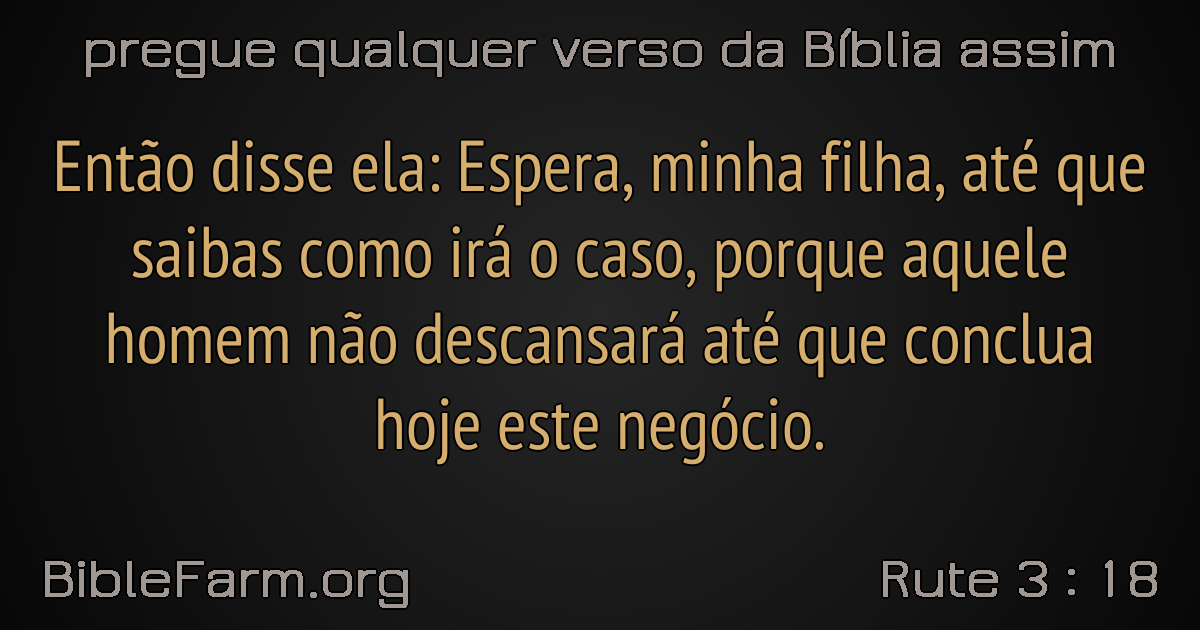 pregue qualquer verso da Bíblia assim
Então disse ela: Espera, minha filha, até que
saibas como irá o caso, porque aquele
homem não descansará até que conclua
hoje este negócio.
BibleFarm.org
Rute 3 : 18